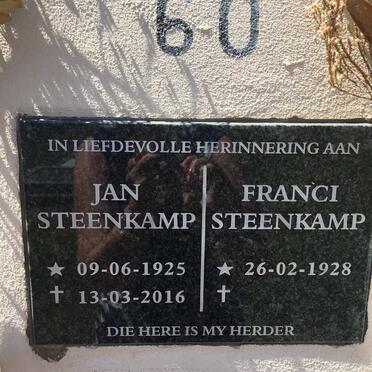 60
IN LIEFDEVOLLE HERINNERING AAN
JAN
STEENKAMP
★ 09-06-1925
✝ 13-03-2016
FRANCI
STEENKAMP
★ 26-02-1928
✝
DIE HERE IS MY HERDER